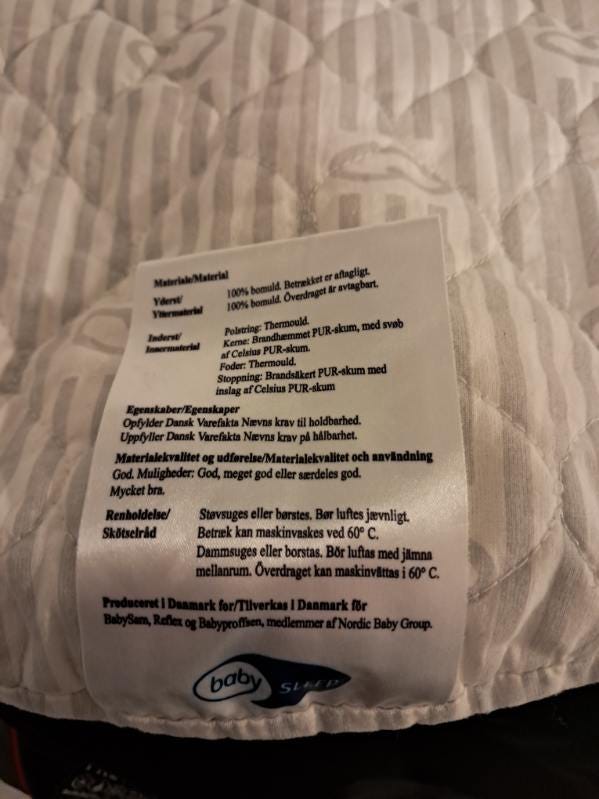 Materiale/Material
Yderst/ 100% bomuld. Betrækket er aftagligt.
Yttermaterial 100% bomuld. Överdraget är avtagbart.
Inderst/ Polstring: Thermould.
Innermaterial Kerne: Brandhæmmet PUR-skum, med svøb
af Celsius PUR-skum.
Foder: Thermould.
Stoppning: Brandsäkert PUR-skum med
inslag af Celsius PUR-skum
Egenskaber/Egenskaper
Opfylder Dansk Varefakta Nævns krav til holdbarhed.
Uppfyller Dansk Varefakta Nævns krav på hålbarhet.
Materialekvalitet og udførelse/Materialekvalitet och användning
God. Muligheder: God, meget god eller særdeles god.
Mycket bra.
Renholdelse/ Støvsuges eller børstes. Bør luftes jævnligt.
Skötselråd Betræk kan maskinvaskes ved 60° C.
Dammsuges eller borstas. Bör luftas med jämna
mellanrum. Överdraget kan maskinvättas i 60° C.
Produceret i Danmark for/Tilverkas i Danmark för
BabySam, Reflex og Babyproffsen, medlemmer af Nordic Baby Group.
baby SLEEP